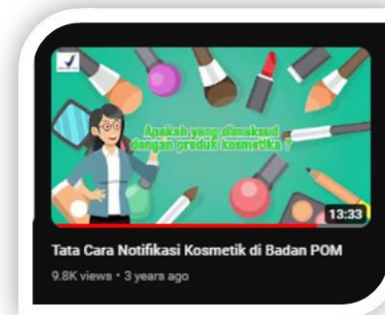 Apakah yang dimaksud
dengan produk kosmetika ?
13:33
Tata Cara Notifikasi Kosmetik di Badan POM
9.8K views • 3 years ago